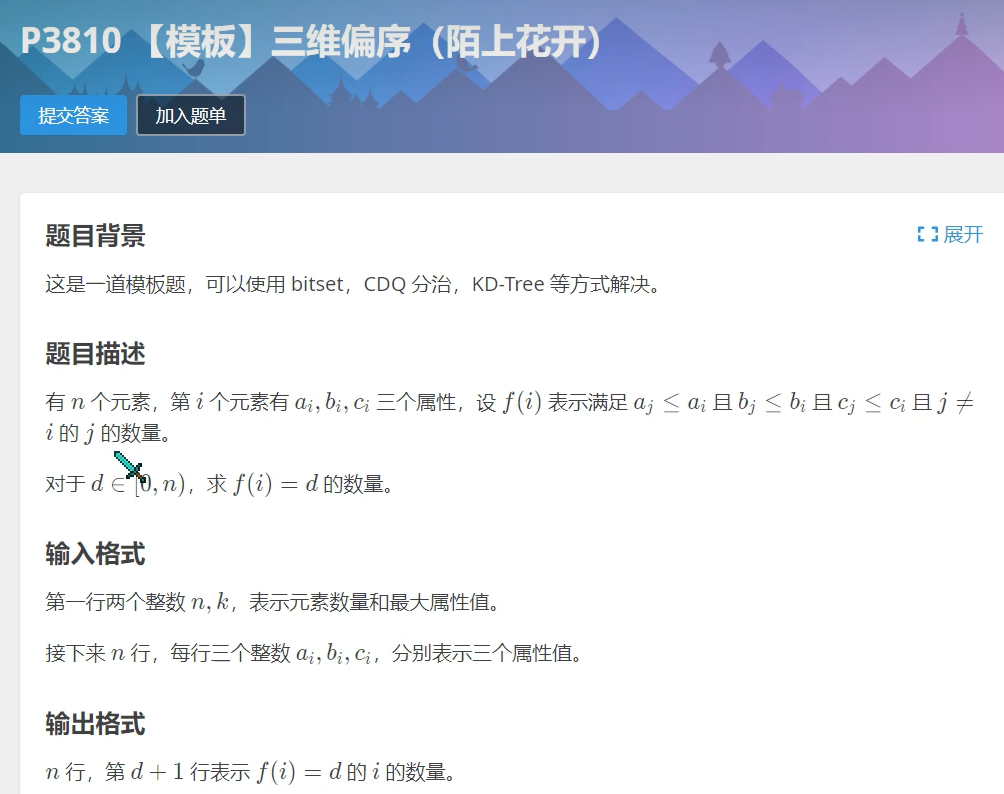 P3810 【模板】三维偏序（陌上花开）
提交答案
加入题单
题目背景
展开
这是一道模板题，可以使用 bitset，CDQ 分治，KD-Tree 等方式解决。
题目描述
有 n 个元素，第 i 个元素有 a_i, b_i, c_i 三个属性，设 f(i) 表示满足 a_j ≤ a_i 且 b_j ≤ b_i 且 c_j ≤ c_i 且 j ≠
i 的 j 的数量。
对于 d ∈ [0, n)，求 f(i) = d 的数量。
输入格式
第一行两个整数 n, k，表示元素数量和最大属性值。
接下来 n 行，每行三个整数 a_i, b_i, c_i，分别表示三个属性值。
输出格式
n 行，第 d + 1 行表示 f(i) = d 的 i 的数量。